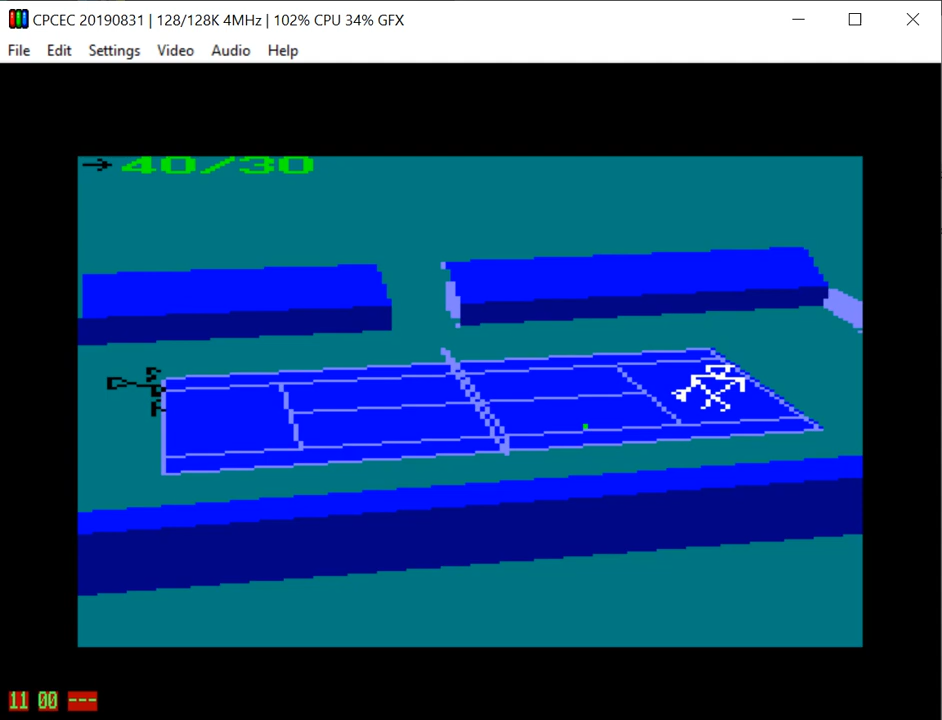 CPCEC 20190831 | 128/128K 4MHz | 102% CPU 34% GFX
File Edit Settings Video Audio Help
→40/30
11 00 ---